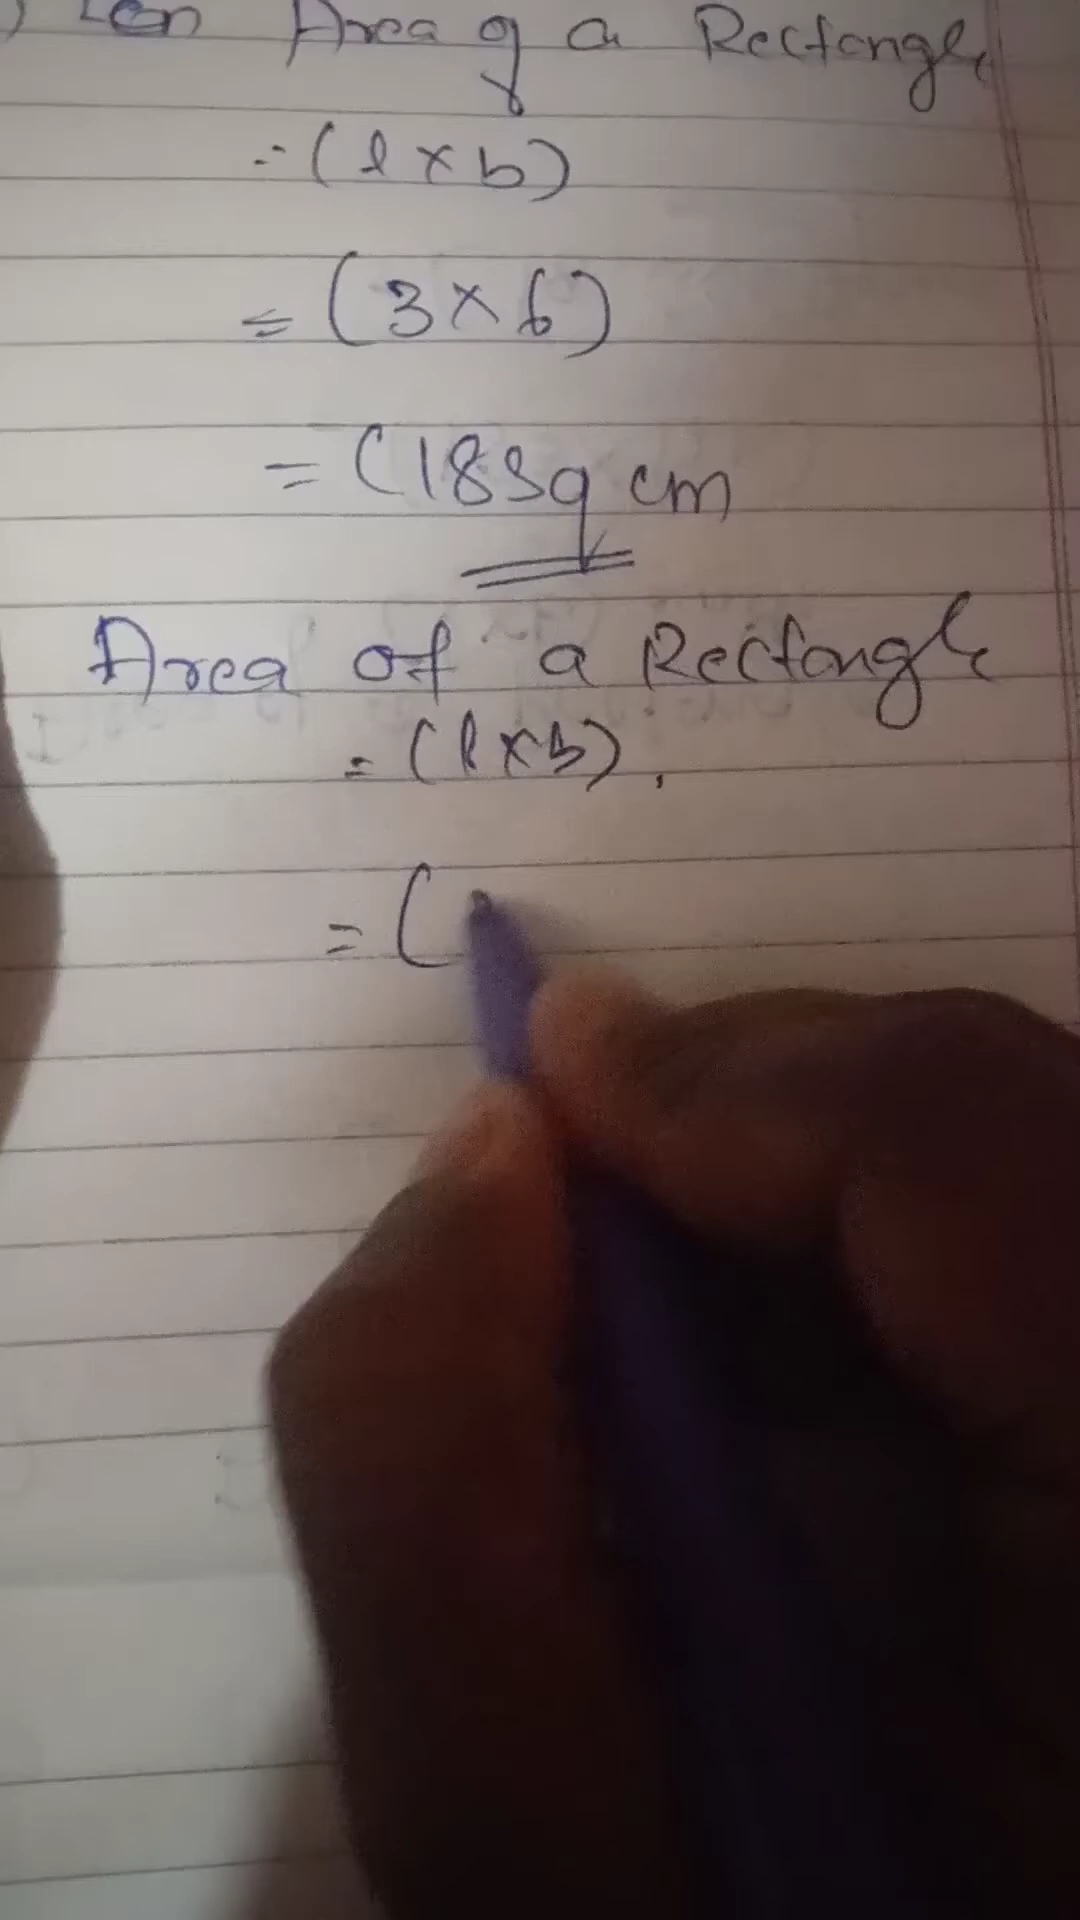 Area of a Rectangle
= (l × b)
= (3 × 6)
= (18 sq cm
Area of a Rectangle
= (l × b).
= (